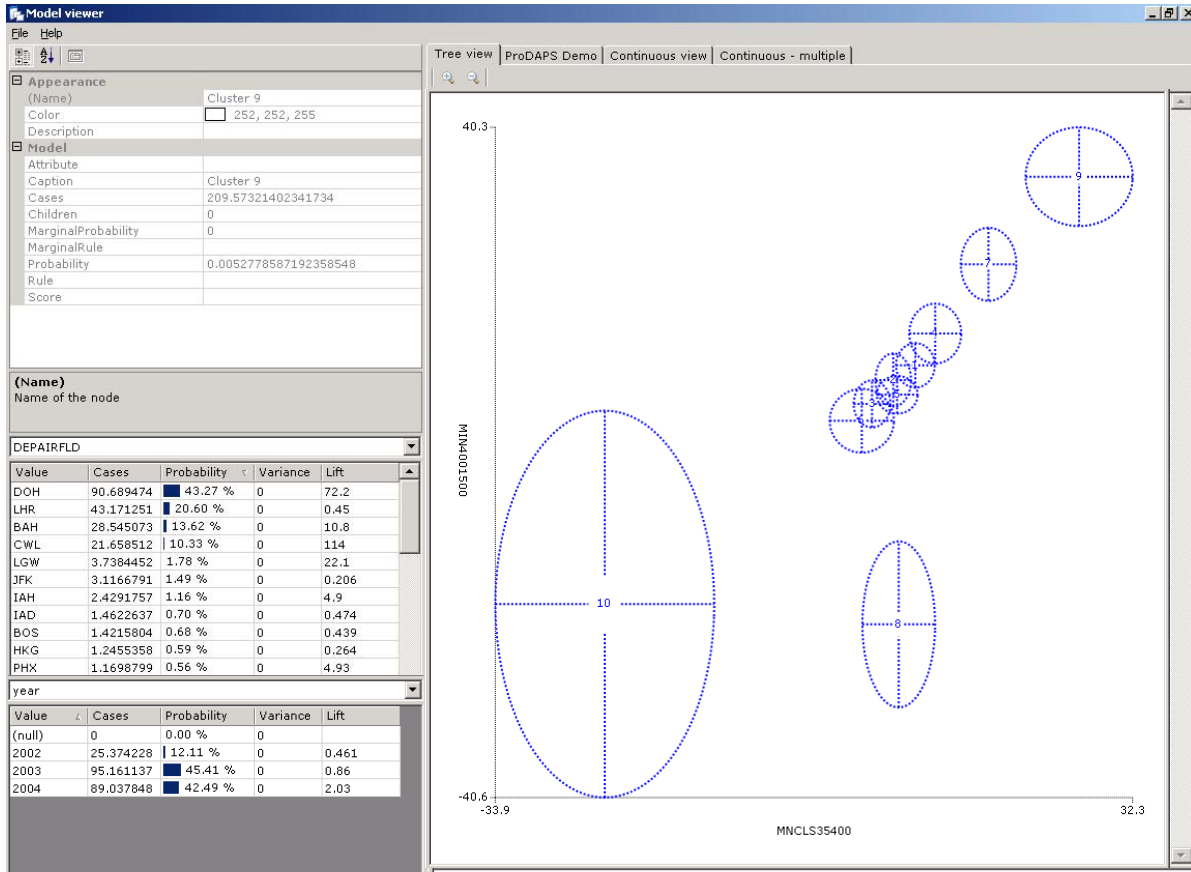 Model viewer
File Help
Appearance
(Name) Cluster 9
Color 252, 252, 255
Description
Model
Attribute
Caption Cluster 9
Cases 209.57321402341734
Children 0
MarginalProbability 0
MarginalRule
Probability 0.0052778587192358548
Rule
Score
(Name)
Name of the node
DEPAIRFLD
Value Cases Probability Variance Lift
DOH 90.689474 43.27 % 0 72.2
LHR 43.171251 20.60 % 0 0.45
BAH 28.545073 13.62 % 0 10.8
CWL 21.658512 10.33 % 0 114
LGW 3.7384452 1.78 % 0 22.1
JFK 3.1166791 1.49 % 0 0.206
IAH 2.4291757 1.16 % 0 4.9
IAD 1.4622637 0.70 % 0 0.474
BOS 1.4215804 0.68 % 0 0.439
HKG 1.2455358 0.59 % 0 0.264
PHX 1.1698799 0.56 % 0 4.93
year
Value Cases Probability Variance Lift
(null) 0 0.00 % 0
2002 25.374228 12.11 % 0 0.461
2003 95.161137 45.41 % 0 0.86
2004 89.037848 42.49 % 0 2.03
Tree view ProDAPS Demo Continuous view Continuous - multiple
40.3
9
7
4
3
MIN4001500
10
8
-40.6
-33.9 32.3
MNCLS35400